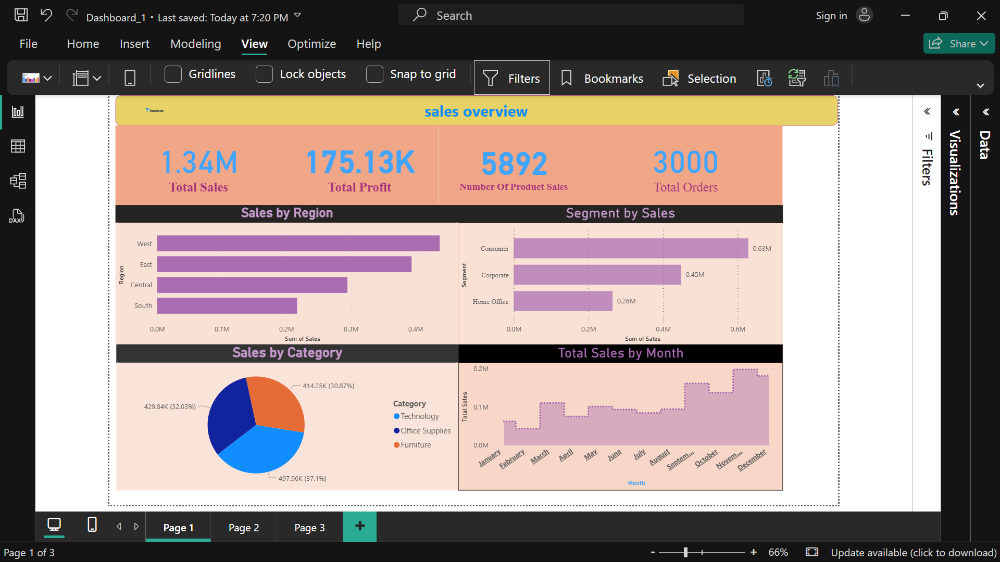 Dashboard_1 • Last saved: Today at 7:20 PM
Search
Sign in
File Home Insert Modeling View Optimize Help
Share
Gridlines Lock objects Snap to grid Filters Bookmarks Selection
freelancer
sales overview
1.34M
Total Sales
175.13K
Total Profit
5892
Number Of Product Sales
3000
Total Orders
Sales by Region
Region
West
East
Central
South
0.0M 0.1M 0.2M 0.3M 0.4M
Sum of Sales
Segment by Sales
Segment
Consumer 0.63M
Corporate 0.45M
Home Office 0.26M
0.0M 0.2M 0.4M 0.6M
Sum of Sales
Sales by Category
414.25K (30.87%)
429.84K (32.03%)
497.96K (37.1%)
Category
Technology
Office Supplies
Furniture
Total Sales by Month
Total Sales
0.2M
0.1M
0.0M
January February March April May June July August Septem... October Novem... December
Month
Filters
Visualizations
Data
DAX
Page 1 Page 2 Page 3
Page 1 of 3
66%
Update available (click to download)